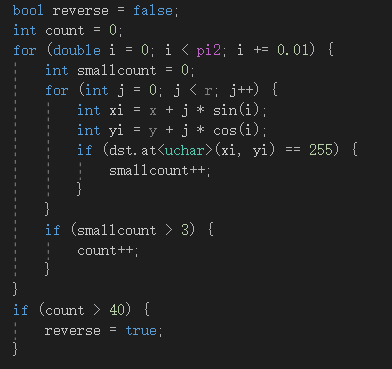 bool reverse = false;
int count = 0;
for (double i = 0; i < pi2; i += 0.01) {
    int smallcount = 0;
    for (int j = 0; j < r; j++) {
        int xi = x + j * sin(i);
        int yi = y + j * cos(i);
        if (dst.at<uchar>(xi, yi) == 255) {
            smallcount++;
        }
    }
    if (smallcount > 3) {
        count++;
    }
}
if (count > 40) {
    reverse = true;
}